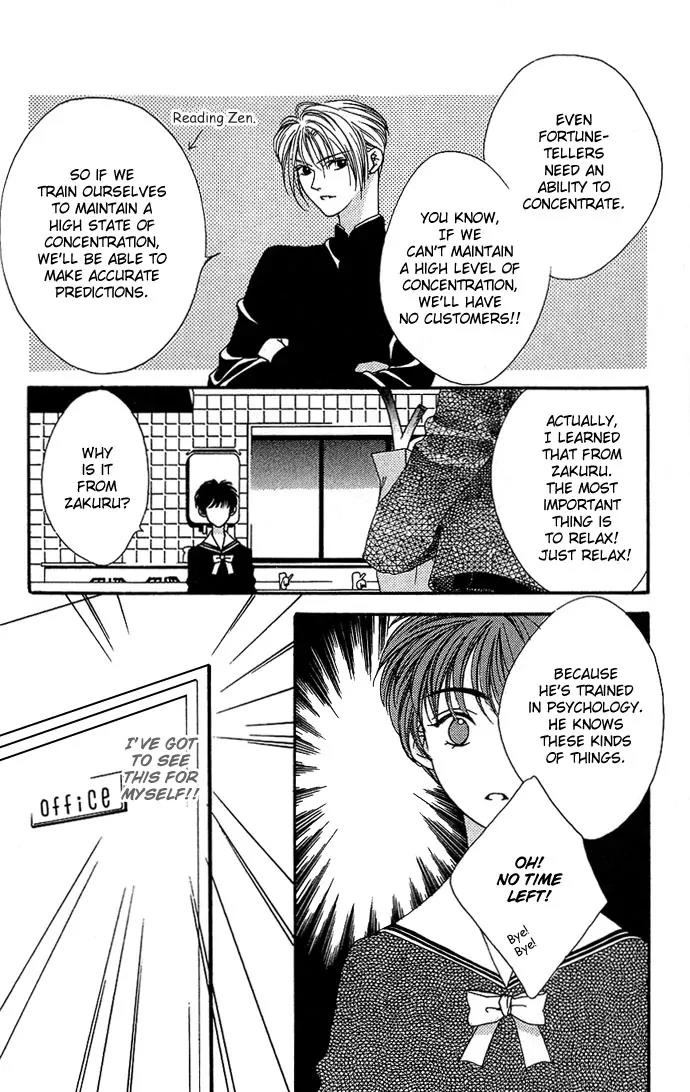 EVEN
FORTUNE-
TELLERS
NEED AN
ABILITY TO
CONCENTRATE.
YOU KNOW,
IF WE
CAN'T MAINTAIN
A HIGH LEVEL OF
CONCENTRATION,
WE'LL HAVE
NO CUSTOMERS!!
Reading Zen.
SO IF WE
TRAIN OURSELVES
TO MAINTAIN A
HIGH STATE OF
CONCENTRATION,
WE'LL BE ABLE TO
MAKE ACCURATE
PREDICTIONS.
ACTUALLY,
I LEARNED
THAT FROM
ZAKURU.
THE MOST
IMPORTANT
THING IS
TO RELAX!
JUST RELAX!
WHY
IS IT
FROM
ZAKURU?
BECAUSE
HE'S TRAINED
IN PSYCHOLOGY.
HE KNOWS
THESE KINDS
OF THINGS.
OH!
NO TIME
LEFT!
Bye!
Bye!
I'VE GOT
TO SEE
THIS FOR
MYSELF!!
office